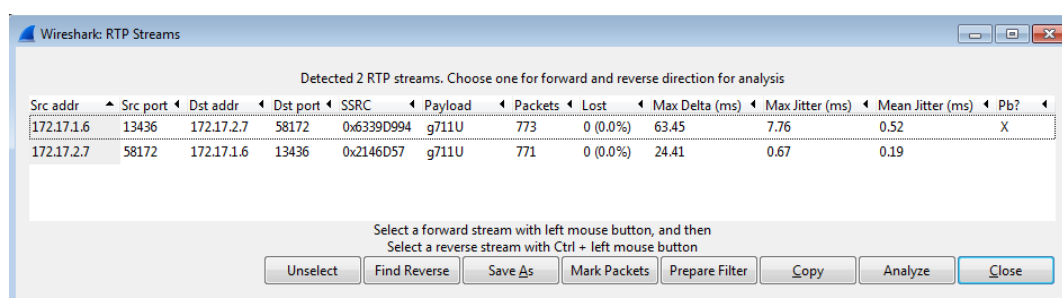 Wireshark: RTP Streams
Detected 2 RTP streams. Choose one for forward and reverse direction for analysis
Src addr Src port Dst addr Dst port SSRC Payload Packets Lost Max Delta (ms) Max Jitter (ms) Mean Jitter (ms) Pb?
172.17.1.6 13436 172.17.2.7 58172 0x6339D994 g711U 773 0 (0.0%) 63.45 7.76 0.52 X
172.17.2.7 58172 172.17.1.6 13436 0x2146D57 g711U 771 0 (0.0%) 24.41 0.67 0.19
Select a forward stream with left mouse button, and then
Select a reverse stream with Ctrl + left mouse button
Unselect Find Reverse Save As Mark Packets Prepare Filter Copy Analyze Close